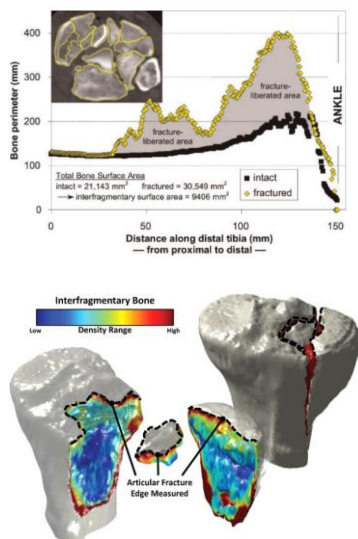 400
300
200
100
0
Bone perimeter (mm)
fracture-
liberated area
fracture-
liberated area
ANKLE
Total Bone Surface Area
intact = 21,143 mm² fractured = 30,549 mm²
→ interfragmentary surface area = 9406 mm²
intact
fractured
0 50 100 150
Distance along distal tibia (mm)
— from proximal to distal —
Interfragmentary Bone
Low Density Range High
Articular Fracture
Edge Measured